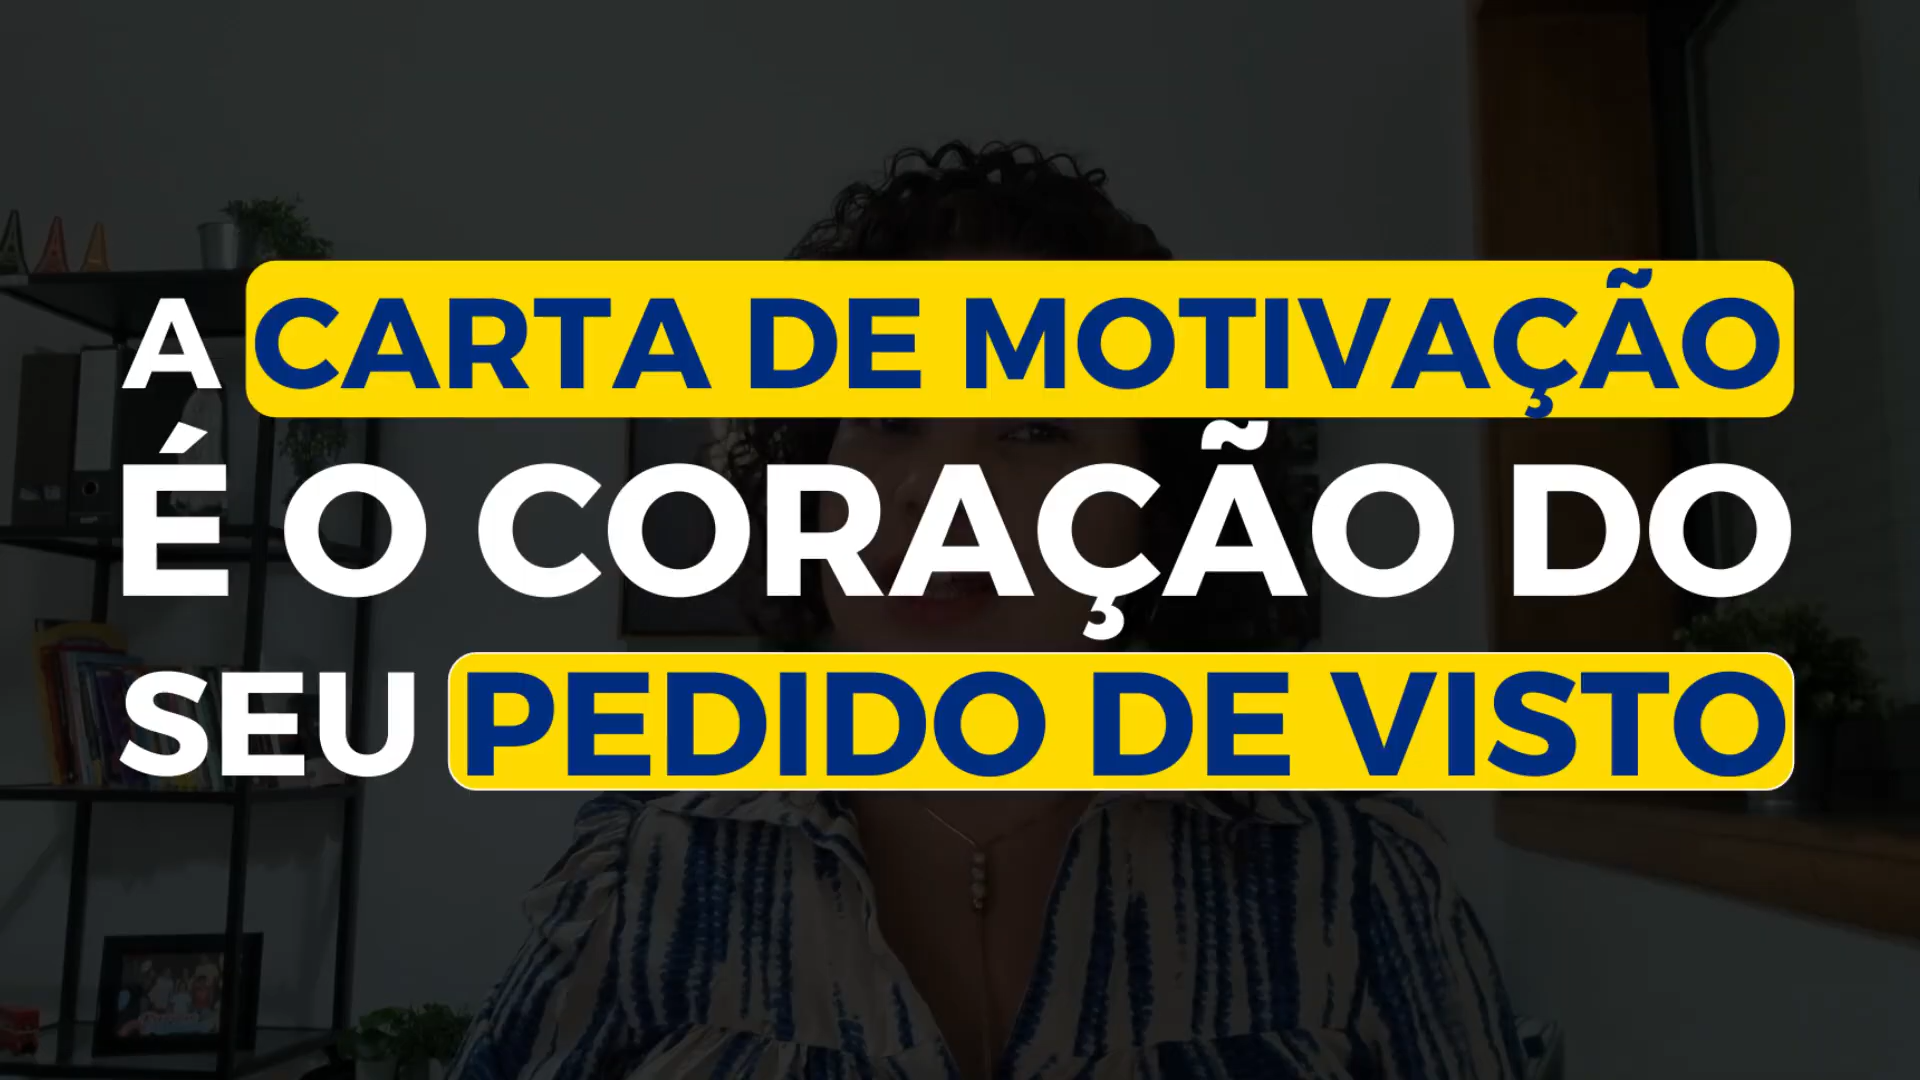 A CARTA DE MOTIVAÇÃO
É O CORAÇÃO DO
SEU PEDIDO DE VISTO